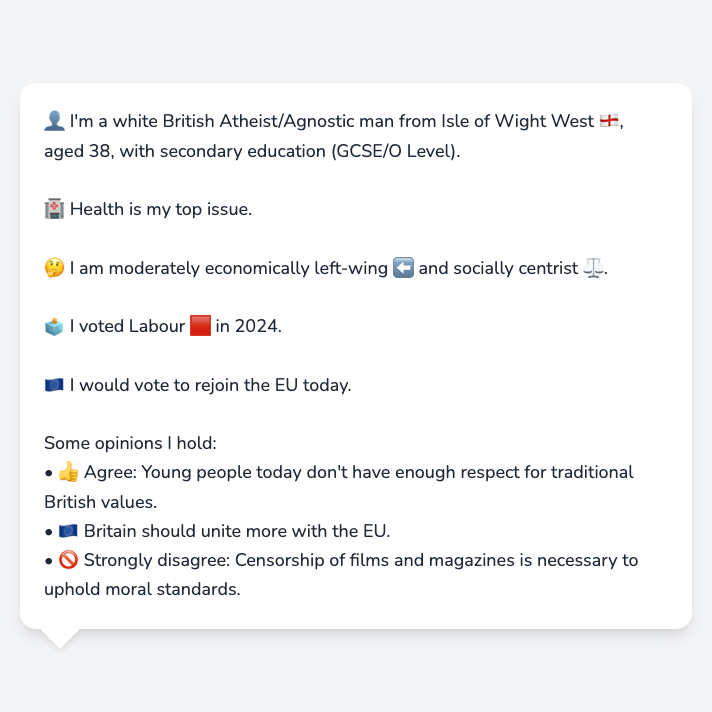 👤 I'm a white British Atheist/Agnostic man from Isle of Wight West 🏴󠁧󠁢󠁥󠁮󠁧󠁿,
aged 38, with secondary education (GCSE/O Level).
🏥 Health is my top issue.
🤔 I am moderately economically left-wing ⬅️ and socially centrist ⚖️.
🗳️ I voted Labour 🟥 in 2024.
🇪🇺 I would vote to rejoin the EU today.
Some opinions I hold:
• 👍 Agree: Young people today don't have enough respect for traditional
British values.
• 🇪🇺 Britain should unite more with the EU.
• 🚫 Strongly disagree: Censorship of films and magazines is necessary to
uphold moral standards.